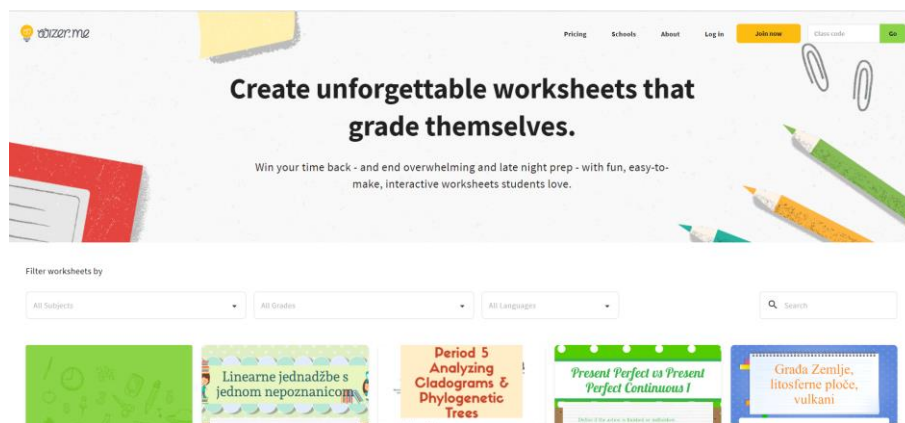 wizer.me
Pricing
Schools
About
Log in
Join now
Class code
Go
Create unforgettable worksheets that
grade themselves.
Win your time back - and end overwhelming and late night prep - with fun, easy-to-
make, interactive worksheets students love.
Filter worksheets by
All Subjects
All Grades
All Languages
Search
Linearne jednadžbe s
jednom nepoznanicom
Period 5
Analyzing
Cladograms &
Phylogenetic
Trees
Present Perfect vs Present
Perfect Continuous 1
Građa Zemlje,
litosferne ploče,
vulkani